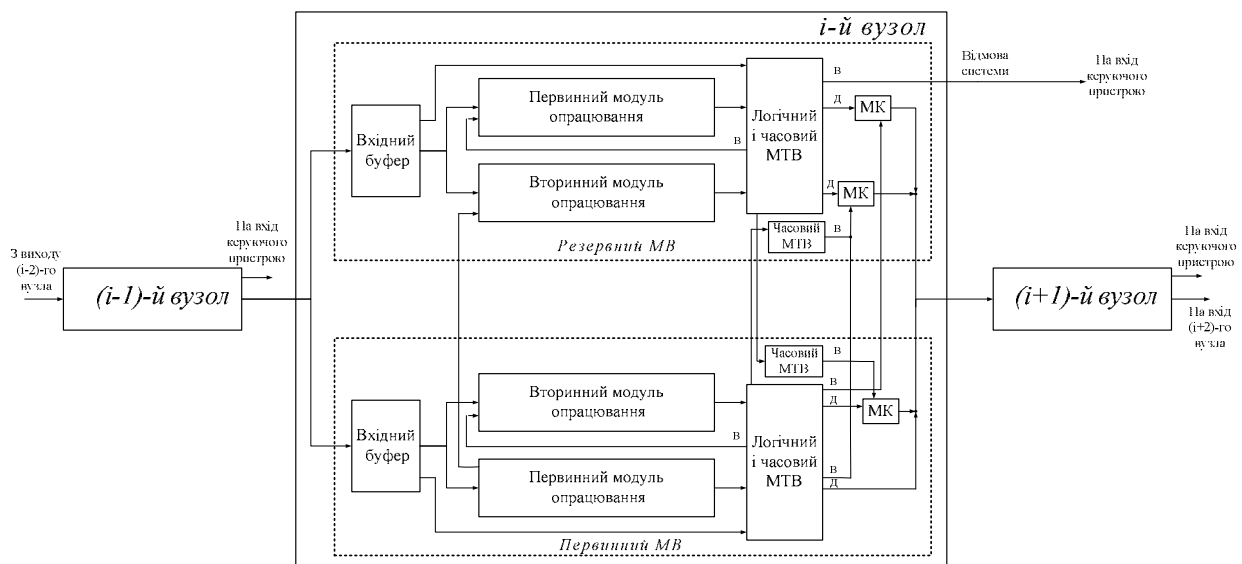 i-й вузол
Відмова
системи
На вхід
керуючого
пристрою
В
Первинний модуль
опрацювання
Д
МК
Логічний
і часовий
МТВ
Вхідний
буфер
В
Вторинний модуль
опрацювання
Д
МК
Часовий
МТВ
В
Резервний МВ
На вхід
керуючого
пристрою
З виходу
(i-2)-го
вузла
(i-1)-й вузол
На вхід
керуючого
пристрою
(i+1)-й вузол
На вхід
(i+2)-го
вузла
Часовий
МТВ
В
Вторинний модуль
опрацювання
В
Д
МК
Вхідний
буфер
В
Логічний
і часовий
МТВ
Первинний модуль
опрацювання
В
Д
Первинний МВ